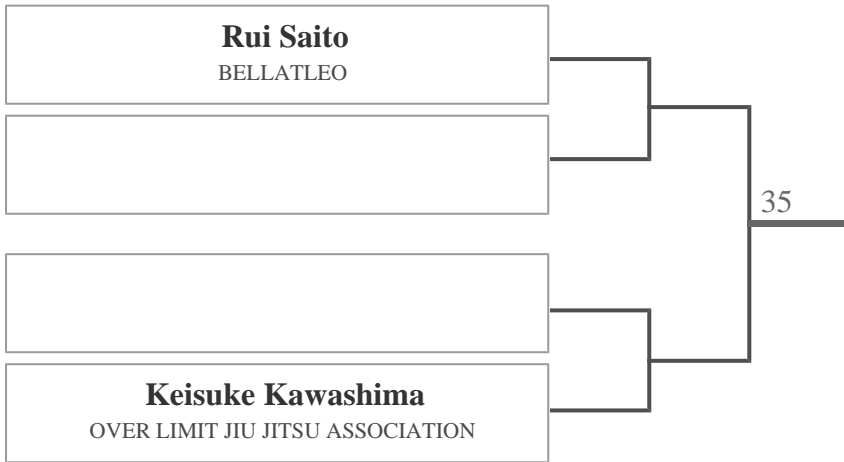 Rui Saito
BELLATLEO
35
Keisuke Kawashima
OVER LIMIT JIU JITSU ASSOCIATION